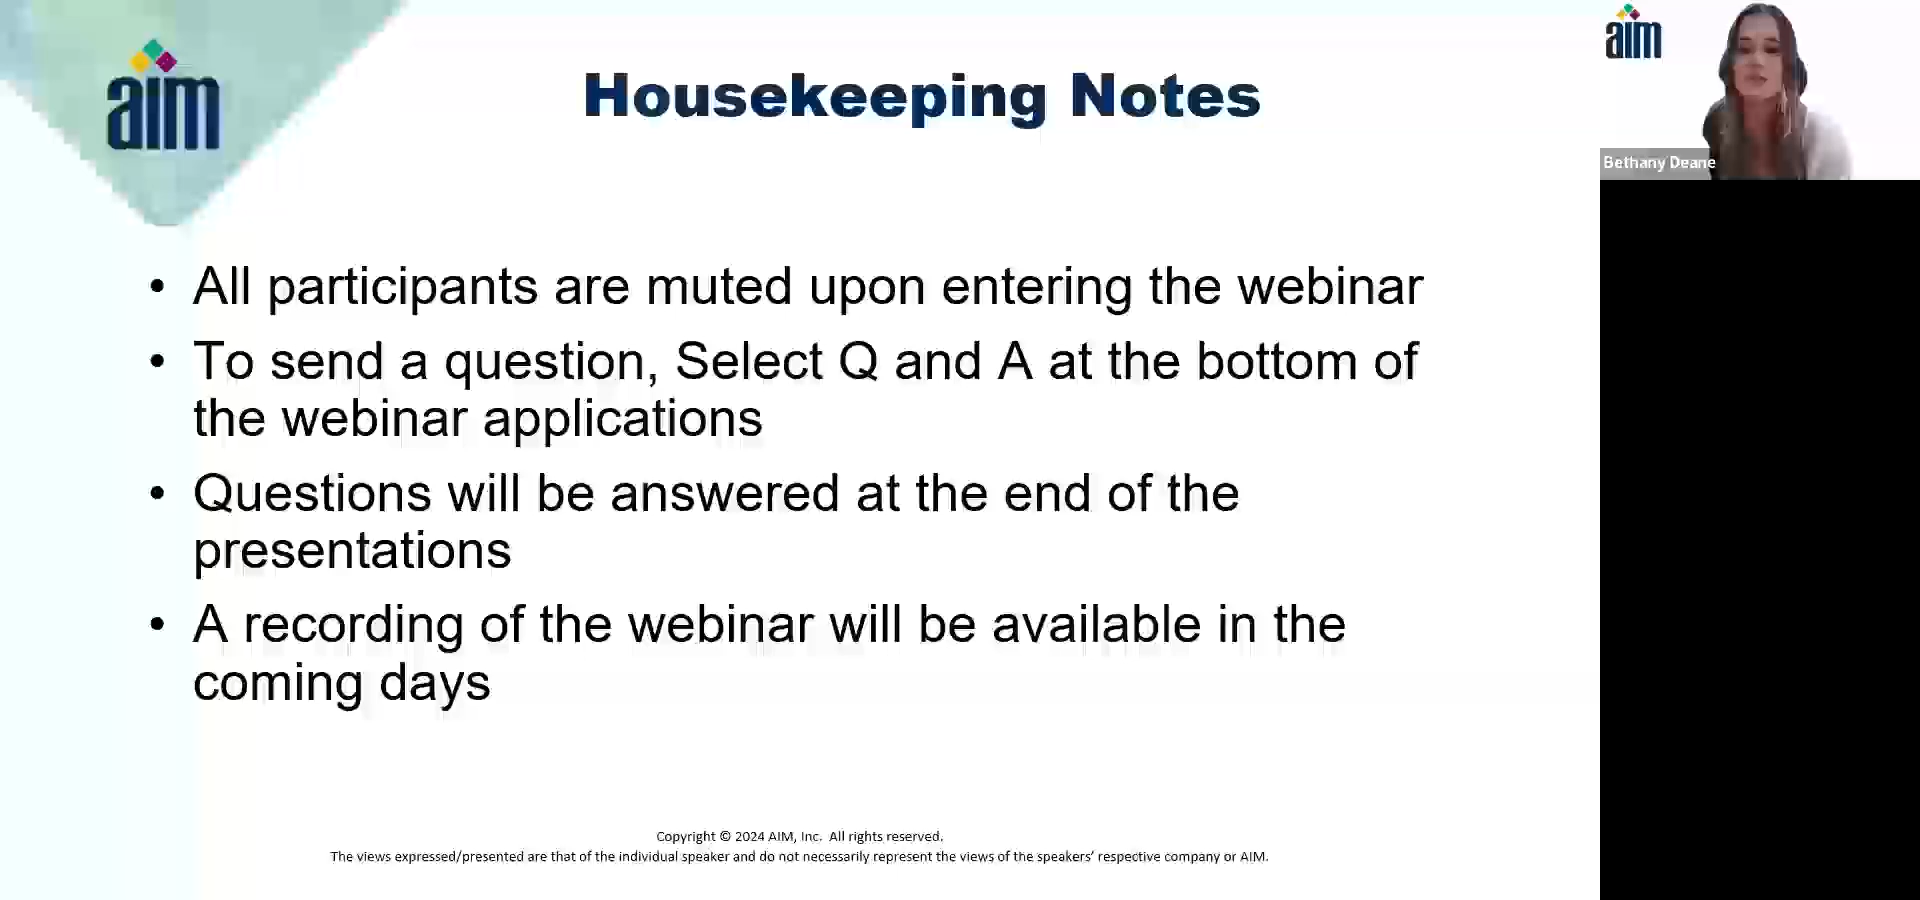 aim
Housekeeping Notes
aim
Bethany Deane
• All participants are muted upon entering the webinar
• To send a question, Select Q and A at the bottom of
the webinar applications
• Questions will be answered at the end of the
presentations
• A recording of the webinar will be available in the
coming days
Copyright © 2024 AIM, Inc. All rights reserved.
The views expressed/presented are that of the individual speaker and do not necessarily represent the views of the speakers’ respective company or AIM.